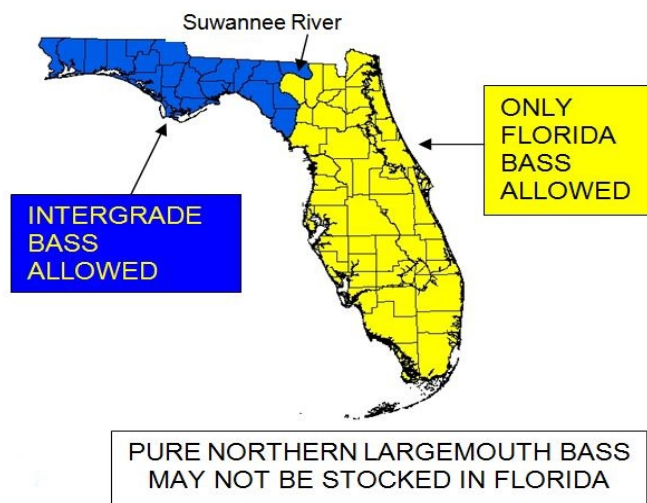 Suwannee River
ONLY
FLORIDA
BASS
ALLOWED
INTERGRADE
BASS
ALLOWED
PURE NORTHERN LARGEMOUTH BASS
MAY NOT BE STOCKED IN FLORIDA